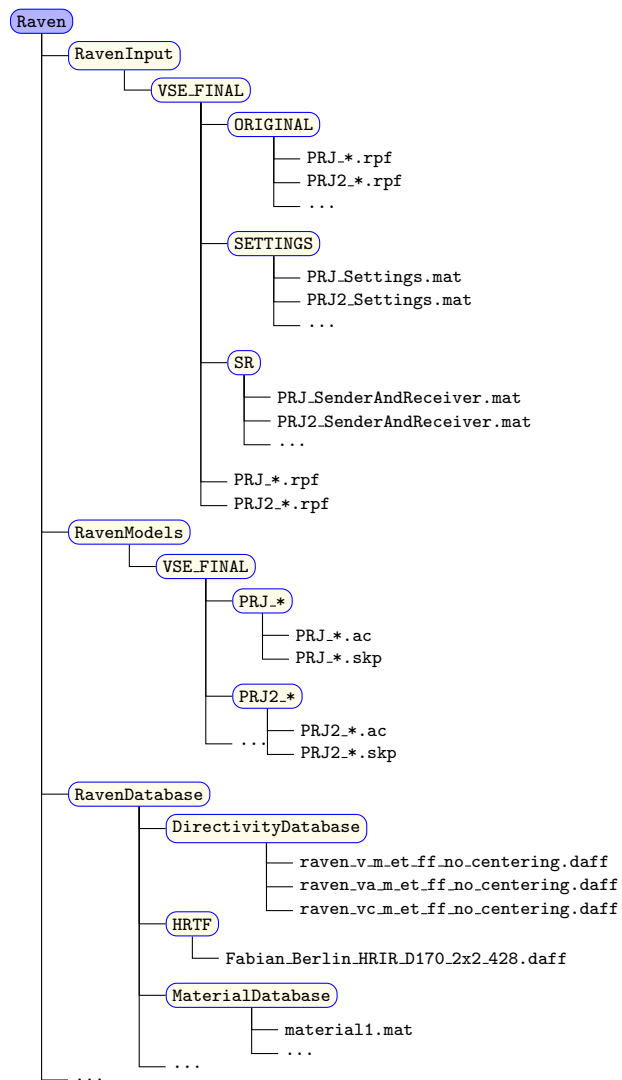 Raven
RavenInput
VSE_FINAL
ORIGINAL
PRJ_*.rpf
PRJ2_*.rpf
...
SETTINGS
PRJ_Settings.mat
PRJ2_Settings.mat
...
SR
PRJ_SenderAndReceiver.mat
PRJ2_SenderAndReceiver.mat
...
PRJ_*.rpf
PRJ2_*.rpf
RavenModels
VSE_FINAL
PRJ_*
PRJ_*.ac
PRJ_*.skp
PRJ2_*
PRJ2_*.ac
...
PRJ2_*.skp
RavenDatabase
DirectivityDatabase
raven_v_m_et_ff_no_centering.daff
raven_va_m_et_ff_no_centering.daff
raven_vc_m_et_ff_no_centering.daff
HRTF
Fabian_Berlin_HRIR_D170_2x2_428.daff
MaterialDatabase
material1.mat
...
...
...